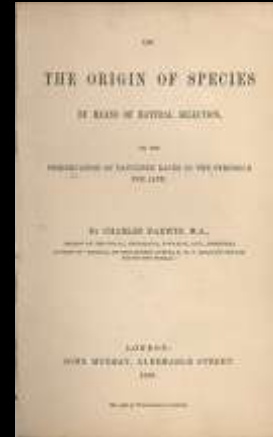 ON
THE ORIGIN OF SPECIES
BY MEANS OF NATURAL SELECTION,
OR THE
PRESERVATION OF FAVOURED RACES IN THE STRUGGLE
FOR LIFE.
By CHARLES DARWIN, M.A.,
LONDON:
JOHN MURRAY, ALBEMARLE STREET.